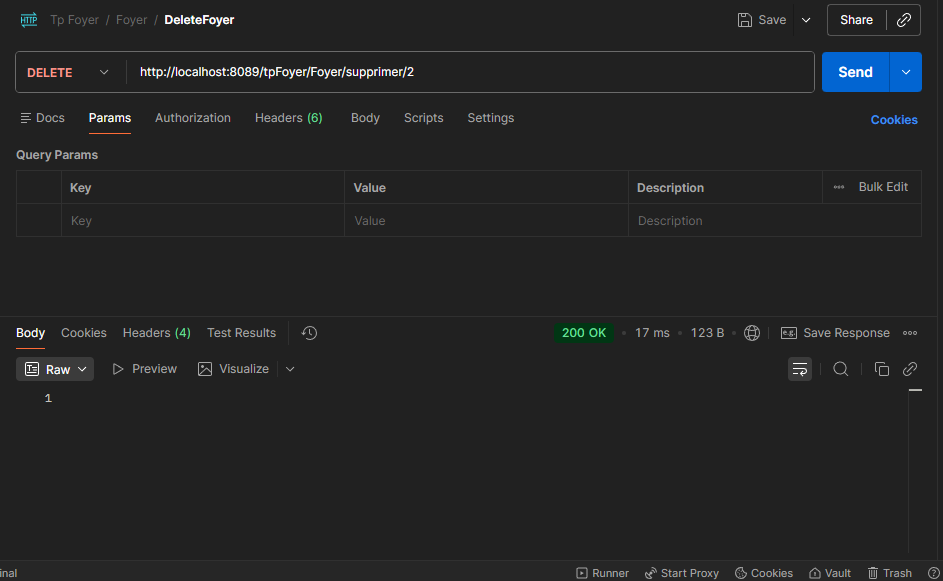 HTTP Tp Foyer / Foyer / DeleteFoyer Save Share
DELETE http://localhost:8089/tpFoyer/Foyer/supprimer/2 Send
Docs Params Authorization Headers (6) Body Scripts Settings Cookies
Query Params
Key Value Description Bulk Edit
Key Value Description
Body Cookies Headers (4) Test Results 200 OK • 17 ms • 123 B • e.g. Save Response
Raw Preview Visualize
1
inal Runner Start Proxy Cookies Vault Trash